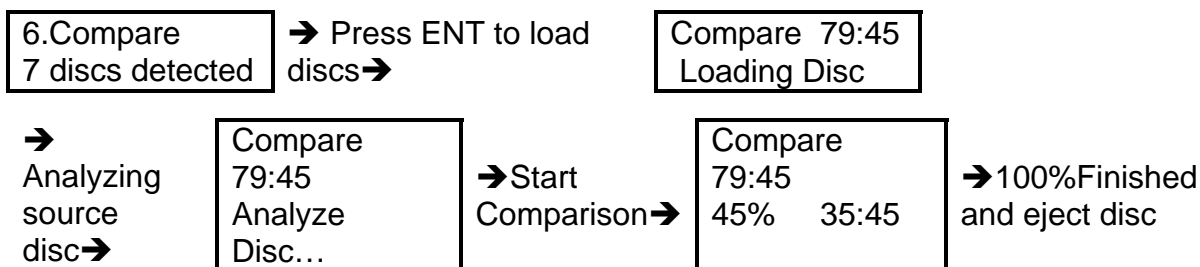 6.Compare
7 discs detected
➔ Press ENT to load
discs➔
Compare 79:45
Loading Disc
➔
Analyzing
source
disc➔
Compare
79:45
Analyze
Disc…
➔Start
Comparison➔
Compare
79:45
45% 35:45
➔100%Finished
and eject disc